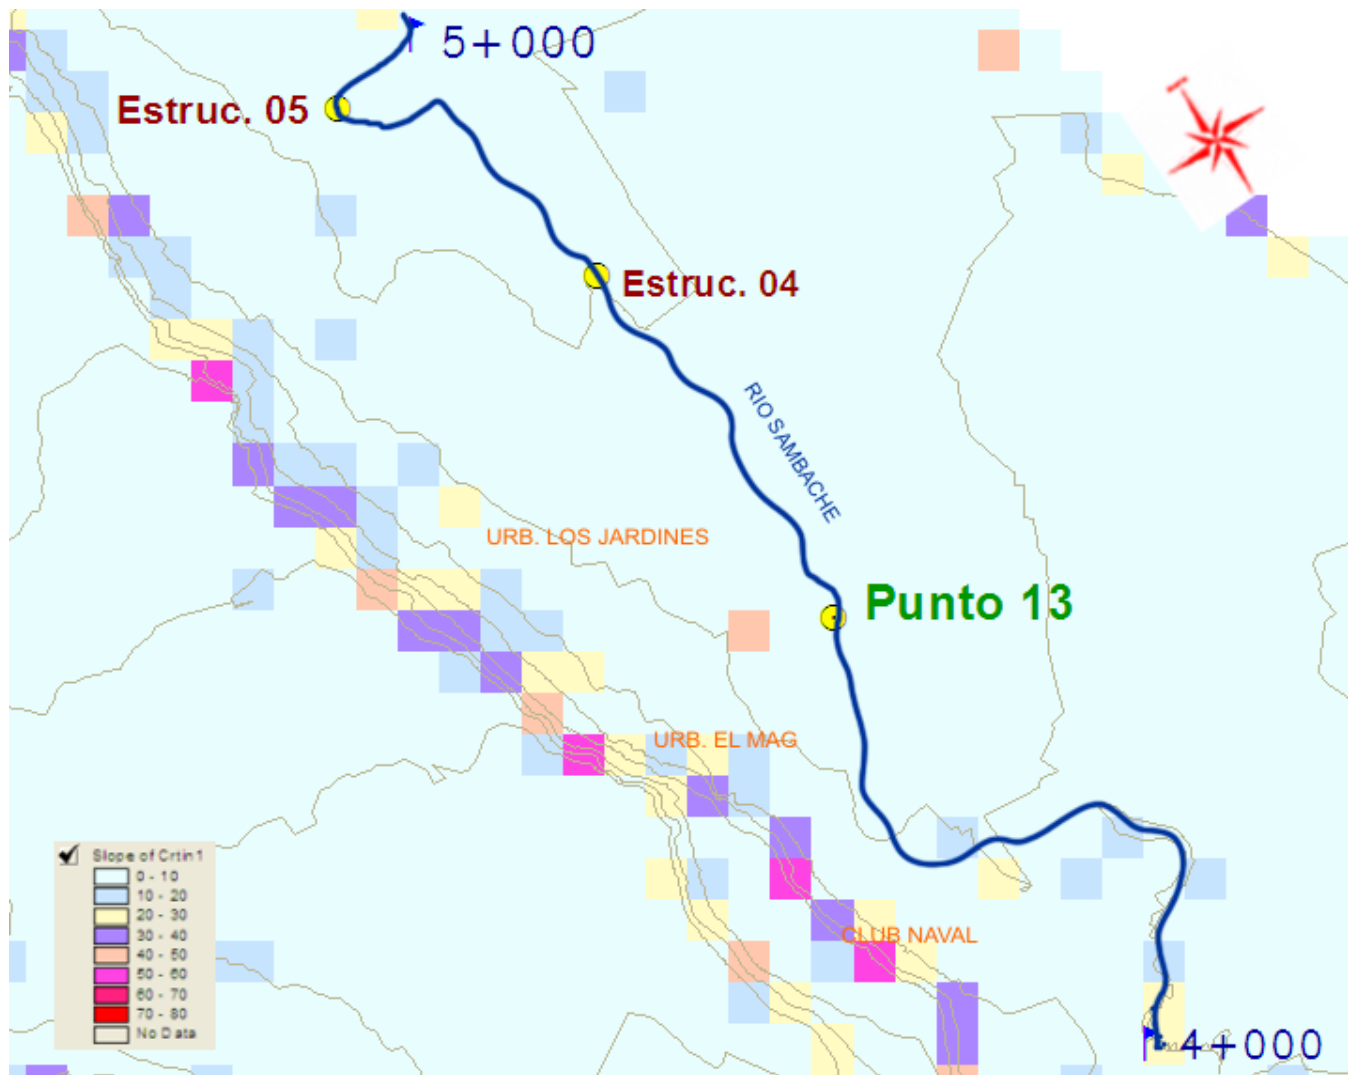 5+000
Estruc. 05
Estruc. 04
RIO SAMBACHE
URB. LOS JARDINES
Punto 13
URB. EL MAG
Slope of Crtin1
0 - 10
10 - 20
20 - 30
30 - 40
40 - 50
50 - 60
60 - 70
70 - 80
No Data
CLUB NAVAL
4+000